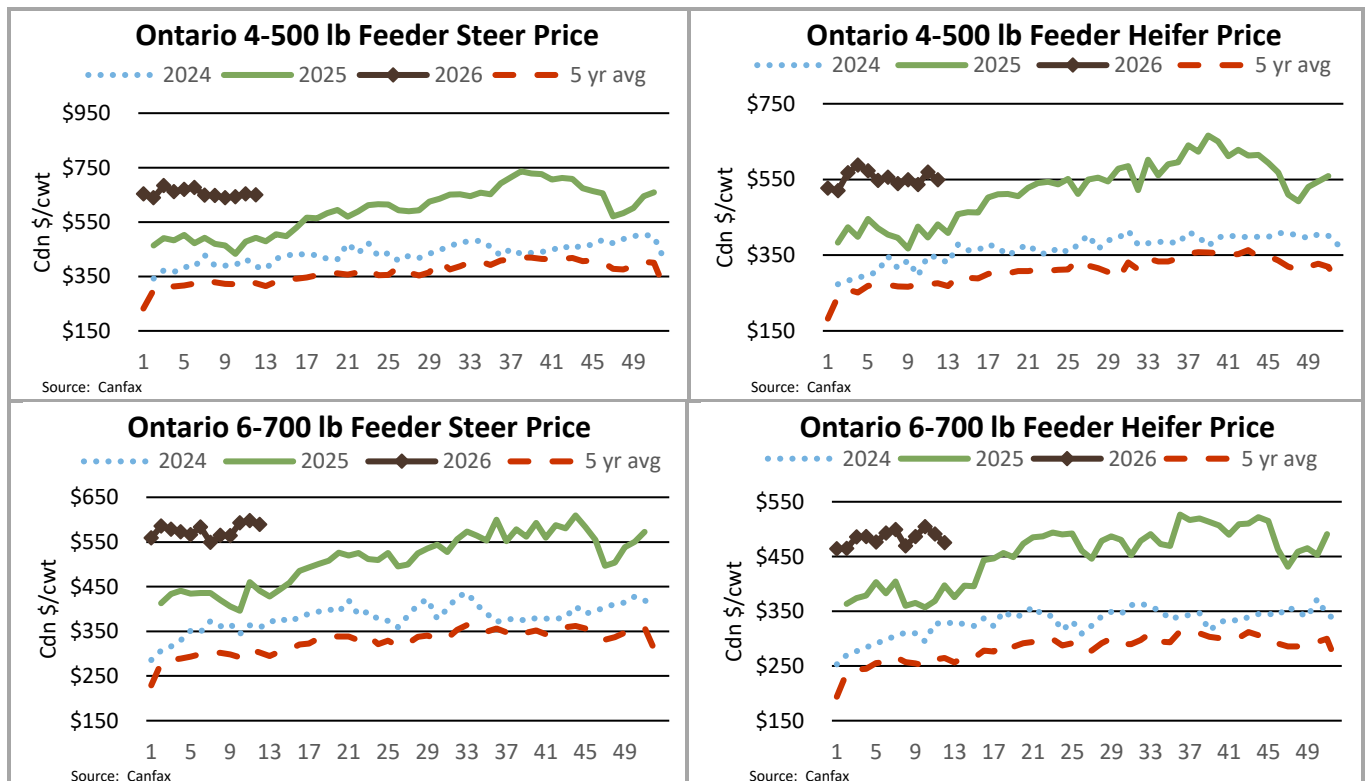 Ontario 4-500 lb Feeder Steer Price
2024 2025 2026 5 yr avg
$950
$750
$550
$350
$150
Cdn $/cwt
1 5 9 13 17 21 25 29 33 37 41 45 49
Source: Canfax
Ontario 4-500 lb Feeder Heifer Price
2024 2025 2026 5 yr avg
$750
$550
$350
$150
Cdn $/cwt
1 5 9 13 17 21 25 29 33 37 41 45 49
Source: Canfax
Ontario 6-700 lb Feeder Steer Price
2024 2025 2026 5 yr avg
$650
$550
$450
$350
$250
$150
Cdn $/cwt
1 5 9 13 17 21 25 29 33 37 41 45 49
Source: Canfax
Ontario 6-700 lb Feeder Heifer Price
2024 2025 2026 5 yr avg
$550
$450
$350
$250
$150
Cdn $/cwt
1 5 9 13 17 21 25 29 33 37 41 45 49
Source: Canfax